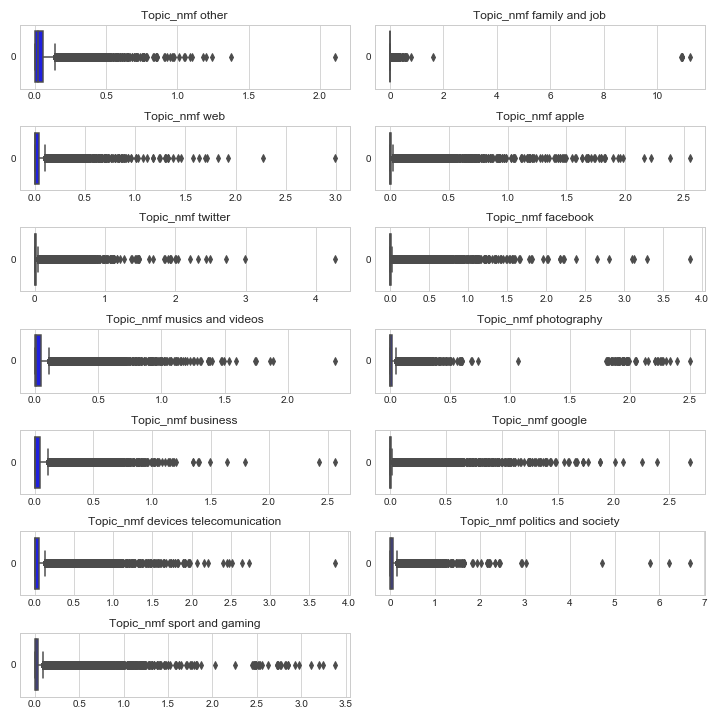 Topic_nmf other
0
0.0 0.5 1.0 1.5 2.0
Topic_nmf family and job
0
0 2 4 6 8 10
Topic_nmf web
0
0.0 0.5 1.0 1.5 2.0 2.5 3.0
Topic_nmf apple
0
0.0 0.5 1.0 1.5 2.0 2.5
Topic_nmf twitter
0
0 1 2 3 4
Topic_nmf facebook
0
0.0 0.5 1.0 1.5 2.0 2.5 3.0 3.5 4.0
Topic_nmf musics and videos
0
0.0 0.5 1.0 1.5 2.0
Topic_nmf photography
0
0.0 0.5 1.0 1.5 2.0 2.5
Topic_nmf business
0
0.0 0.5 1.0 1.5 2.0 2.5
Topic_nmf google
0
0.0 0.5 1.0 1.5 2.0 2.5
Topic_nmf devices telecomunication
0
0.0 0.5 1.0 1.5 2.0 2.5 3.0 3.5 4.0
Topic_nmf politics and society
0
0 1 2 3 4 5 6 7
Topic_nmf sport and gaming
0
0.0 0.5 1.0 1.5 2.0 2.5 3.0 3.5